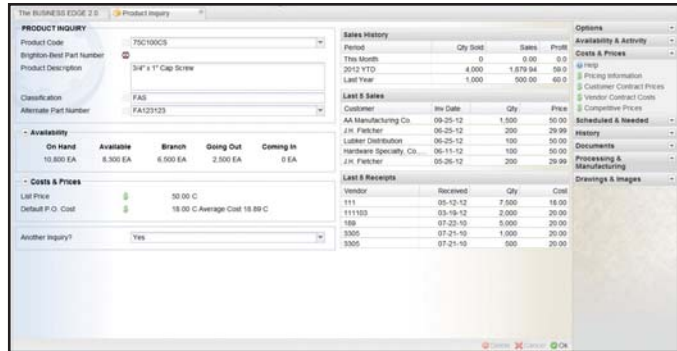 The BUSINESS EDGE 2.0
Product Inquiry
PRODUCT INQUIRY
Product Code 75C100CS
Brighton-Best Part Number
Product Description 3/4" x 1" Cap Screw
Classification FAS
Alternate Part Number FA123123
- Availability
On Hand Available Branch Going Out Coming In
10,800 EA 8,300 EA 6,500 EA 2,500 EA 0 EA
- Costs & Prices
List Price 50.00 C
Default P.O. Cost 18.00 C Average Cost 18.89 C
Another Inquiry? Yes
Sales History
Period Qty Sold Sales Profit
This Month 0 0.00 0.0
2012 YTD 4,000 1,879.94 59.0
Last Year 1,000 500.00 60.0
Last 5 Sales
Customer Inv Date Qty Price
AA Manufacturing Co. 09-25-12 1,500 50.00
J.H. Fletcher 06-25-12 200 29.99
Lubker Distribution 06-25-12 100 50.00
Hardware Specialty, Co.... 06-11-12 100 50.00
J.H. Fletcher 05-26-12 200 29.99
Last 5 Receipts
Vendor Received Qty Cost
111 05-12-12 7,500 18.00
111103 03-19-12 2,000 20.00
169 07-22-10 5,000 20.00
3305 07-21-10 1,000 20.00
3305 07-21-10 500 20.00
Options
Availability & Activity
Costs & Prices
Help
Pricing Information
Customer Contract Prices
Vendor Contract Costs
Competitive Prices
Scheduled & Needed
History
Documents
Processing &
Manufacturing
Drawings & Images
Delete Cancel OK